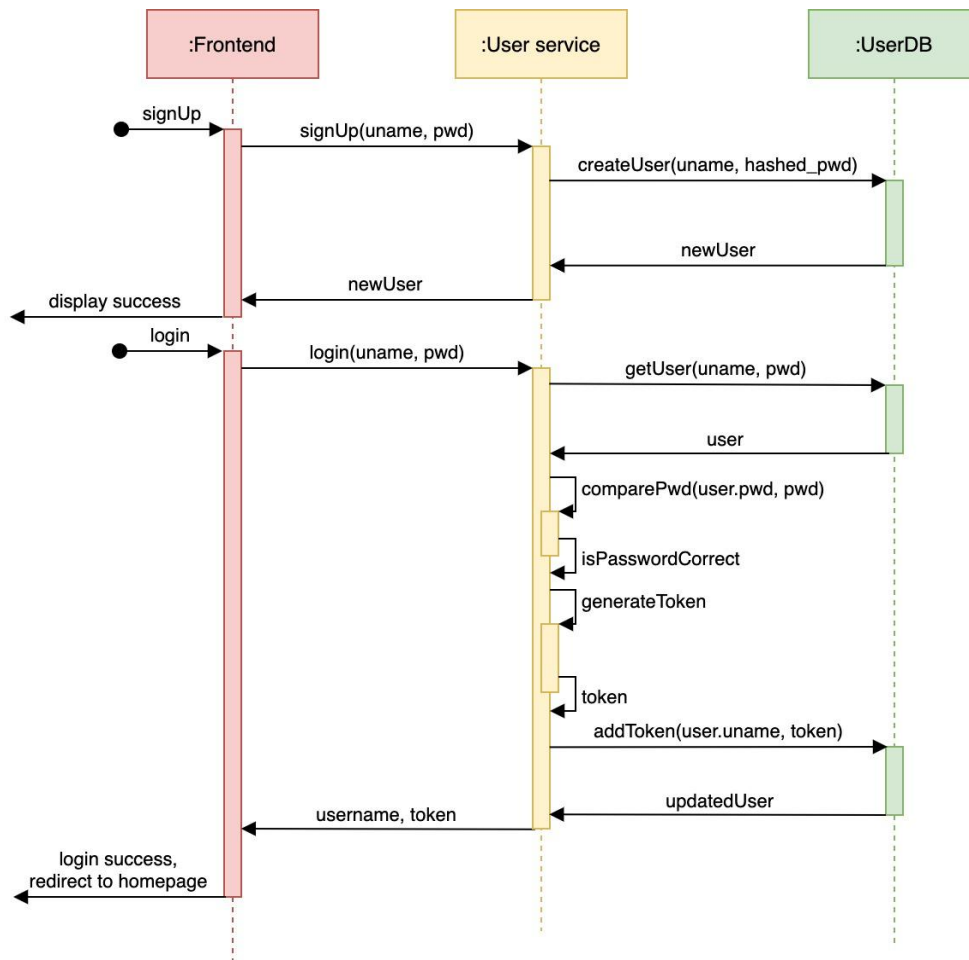 :Frontend
:User service
:UserDB
signUp
signUp(uname, pwd)
createUser(uname, hashed_pwd)
newUser
newUser
display success
login
login(uname, pwd)
getUser(uname, pwd)
user
comparePwd(user.pwd, pwd)
isPasswordCorrect
generateToken
token
addToken(user.uname, token)
updatedUser
username, token
login success,
redirect to homepage